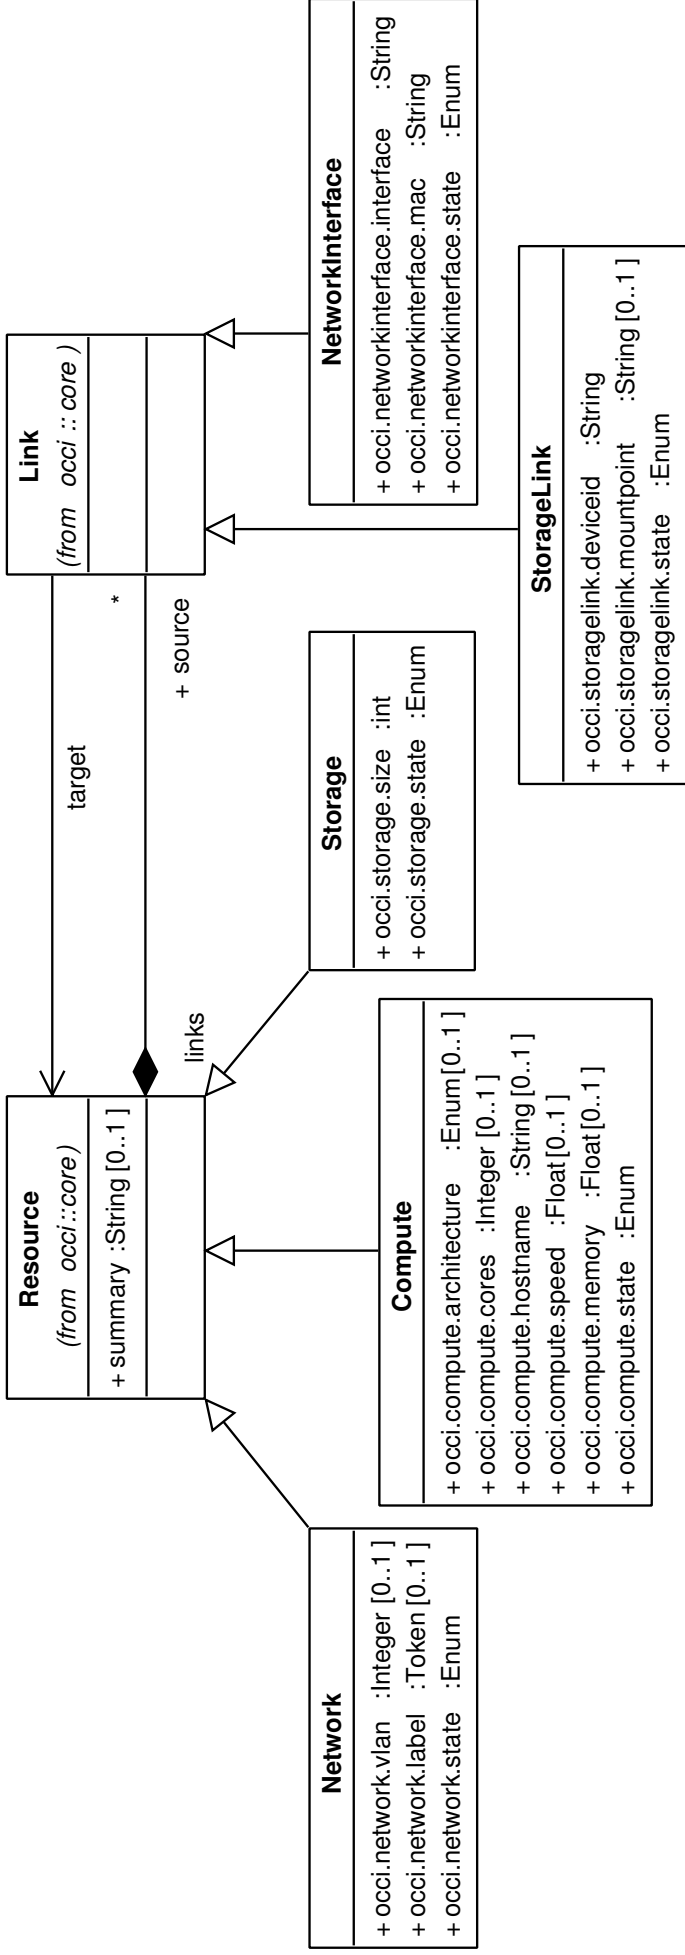 Resource
(from occi::core)
+ summary :String [0..1 ]
Link
(from occi :: core )
target
*
+ source
links
Network
+ occi.network.vlan :Integer [0..1 ]
+ occi.network.label :Token [0..1 ]
+ occi.network.state :Enum
Compute
+ occi.compute.architecture :Enum [0..1 ]
+ occi.compute.cores :Integer [0..1 ]
+ occi.compute.hostname :String [0..1 ]
+ occi.compute.speed :Float [0..1 ]
+ occi.compute.memory :Float [0..1 ]
+ occi.compute.state :Enum
Storage
+ occi.storage.size :int
+ occi.storage.state :Enum
StorageLink
+ occi.storagelink.deviceid :String
+ occi.storagelink.mountpoint :String [0..1 ]
+ occi.storagelink.state :Enum
NetworkInterface
+ occi.networkinterface.interface :String
+ occi.networkinterface.mac :String
+ occi.networkinterface.state :Enum